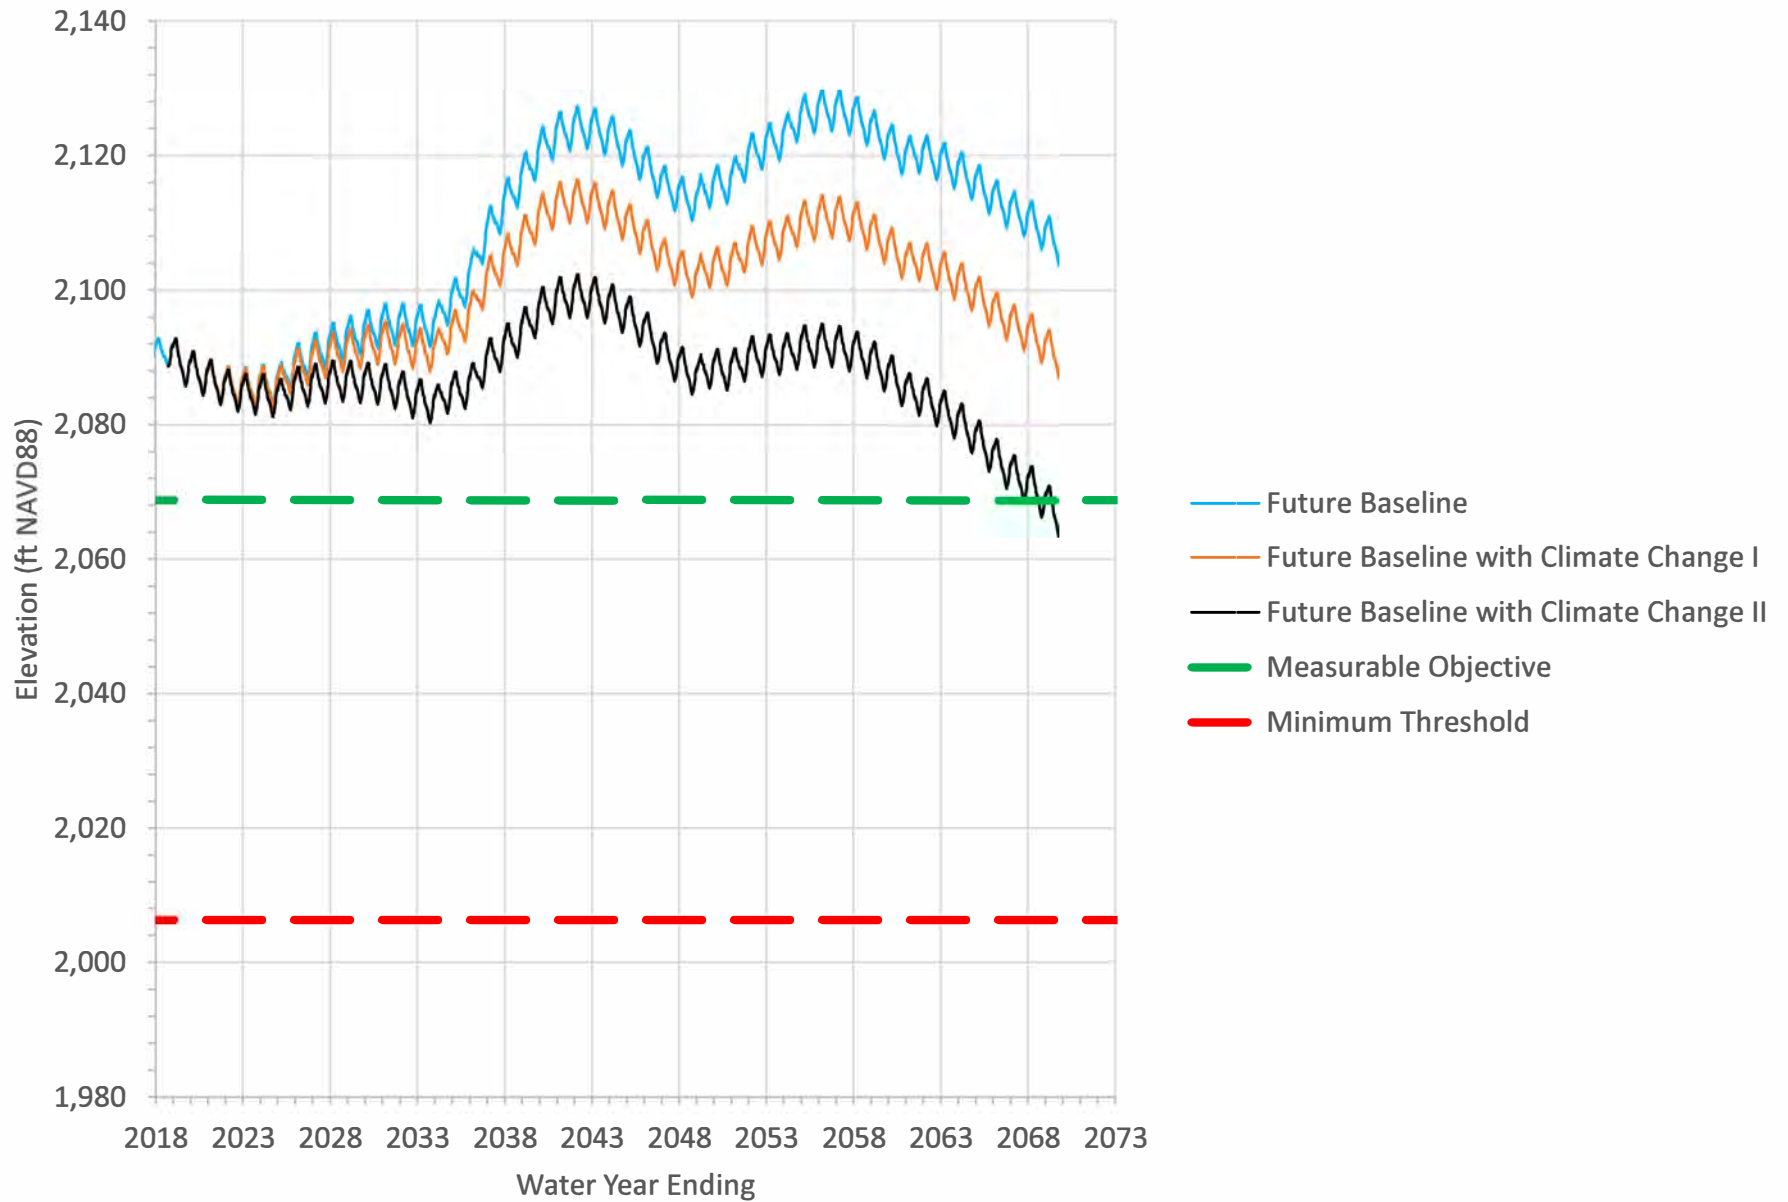 2,140
2,120
2,100
2,080
2,060
2,040
2,020
2,000
1,980
Elevation (ft NAVD88)
2018 2023 2028 2033 2038 2043 2048 2053 2058 2063 2068 2073
Water Year Ending
Future Baseline
Future Baseline with Climate Change I
Future Baseline with Climate Change II
Measurable Objective
Minimum Threshold